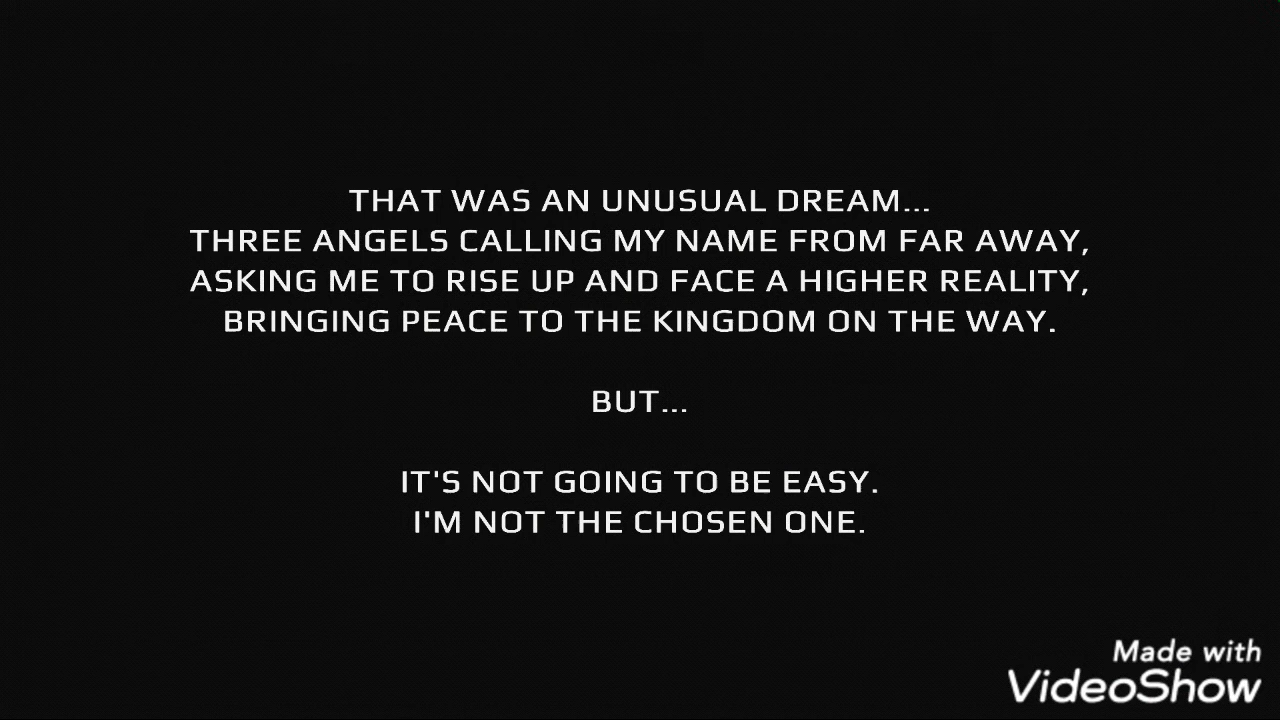 THAT WAS AN UNUSUAL DREAM...
THREE ANGELS CALLING MY NAME FROM FAR AWAY,
ASKING ME TO RISE UP AND FACE A HIGHER REALITY,
BRINGING PEACE TO THE KINGDOM ON THE WAY.
BUT...
IT'S NOT GOING TO BE EASY.
I'M NOT THE CHOSEN ONE.
Made with
VideoShow